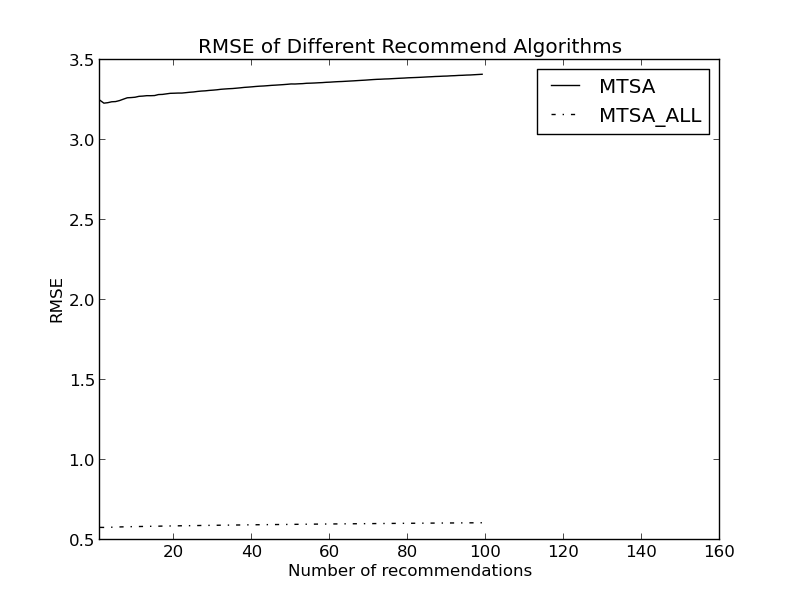 RMSE of Different Recommend Algorithms
3.5
MTSA
MTSA_ALL
3.0
2.5
2.0
RMSE
1.5
1.0
0.5
20 40 60 80 100 120 140 160
Number of recommendations